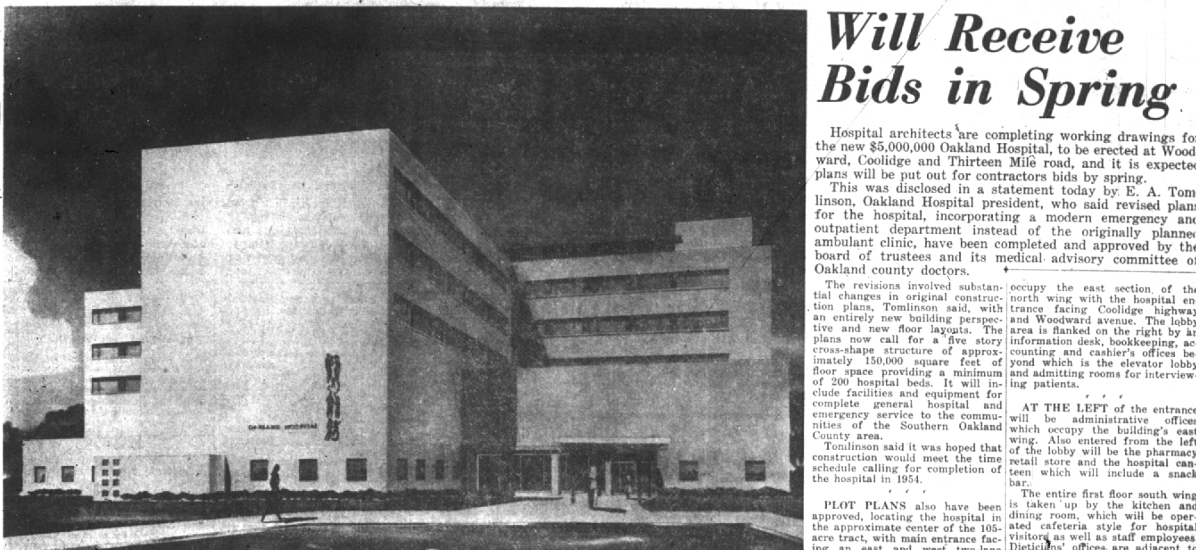 Will Receive
Bids in Spring
Hospital architects are completing working drawings for
the new $5,000,000 Oakland Hospital, to be erected at Wood-
ward, Coolidge and Thirteen Mile road, and it is expected
plans will be put out for contractors bids by spring.
This was disclosed in a statement today by E. A. Tom-
linson, Oakland Hospital president, who said revised plans
for the hospital, incorporating a modern emergency and
outpatient department instead of the originally planned
ambulant clinic, have been completed and approved by the
board of trustees and its medical advisory committee of
Oakland county doctors.
The revisions involved substan-
tial changes in original construc-
tion plans, Tomlinson said, with
an entirely new building perspec-
tive and new floor layouts. The
plans now call for a five story
cross-shape structure of approx-
imately 150,000 square feet of
floor space providing a minimum
of 200 hospital beds. It will in-
clude facilities and equipment for
complete general hospital and
emergency service to the commu-
nities of the Southern Oakland
County area.
Tomlinson said it was hoped that
construction would meet the time
schedule calling for completion of
the hospital in 1954.
PLOT PLANS also have been
approved, locating the hospital in
the approximate center of the 105-
acre tract, with main entrance fac-
ing an east and west two-lane
occupy the east section of the
north wing with the hospital en-
trance facing Coolidge highway
and Woodward avenue. The lobby
area is flanked on the right by an
information desk, bookkeeping, ac-
counting and cashier's offices be-
yond which is the elevator lobby
and admitting rooms for interview-
ing patients.
AT THE LEFT of the entrance
will be administrative offices
which occupy the building's east
wing. Also entered from the left
of the lobby will be the pharmacy
retail store and the hospital can-
teen which will include a snack
bar.
The entire first floor south wing
is taken up by the kitchen and
dining room, which will be oper-
ated cafeteria style for hospital
visitors as well as staff employees.
Dieticians' offices are adjacent
OAKLAND HOSPITAL